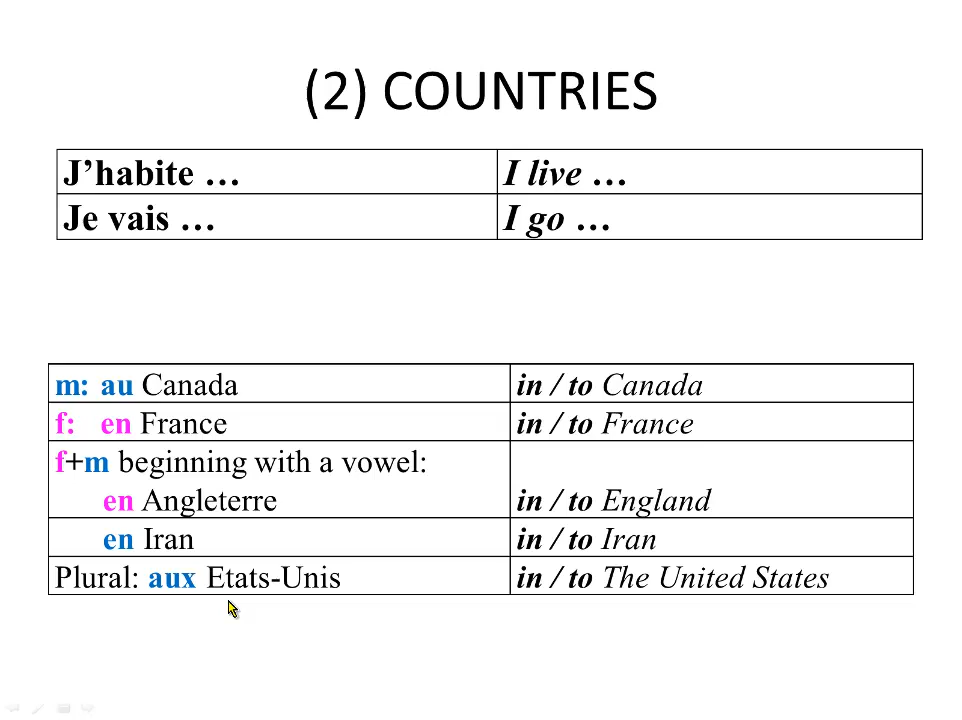 (2) COUNTRIES
J’habite … I live …
Je vais … I go …
m: au Canada in / to Canada
f: en France in / to France
f+m beginning with a vowel:
en Angleterre in / to England
en Iran in / to Iran
Plural: aux Etats-Unis in / to The United States